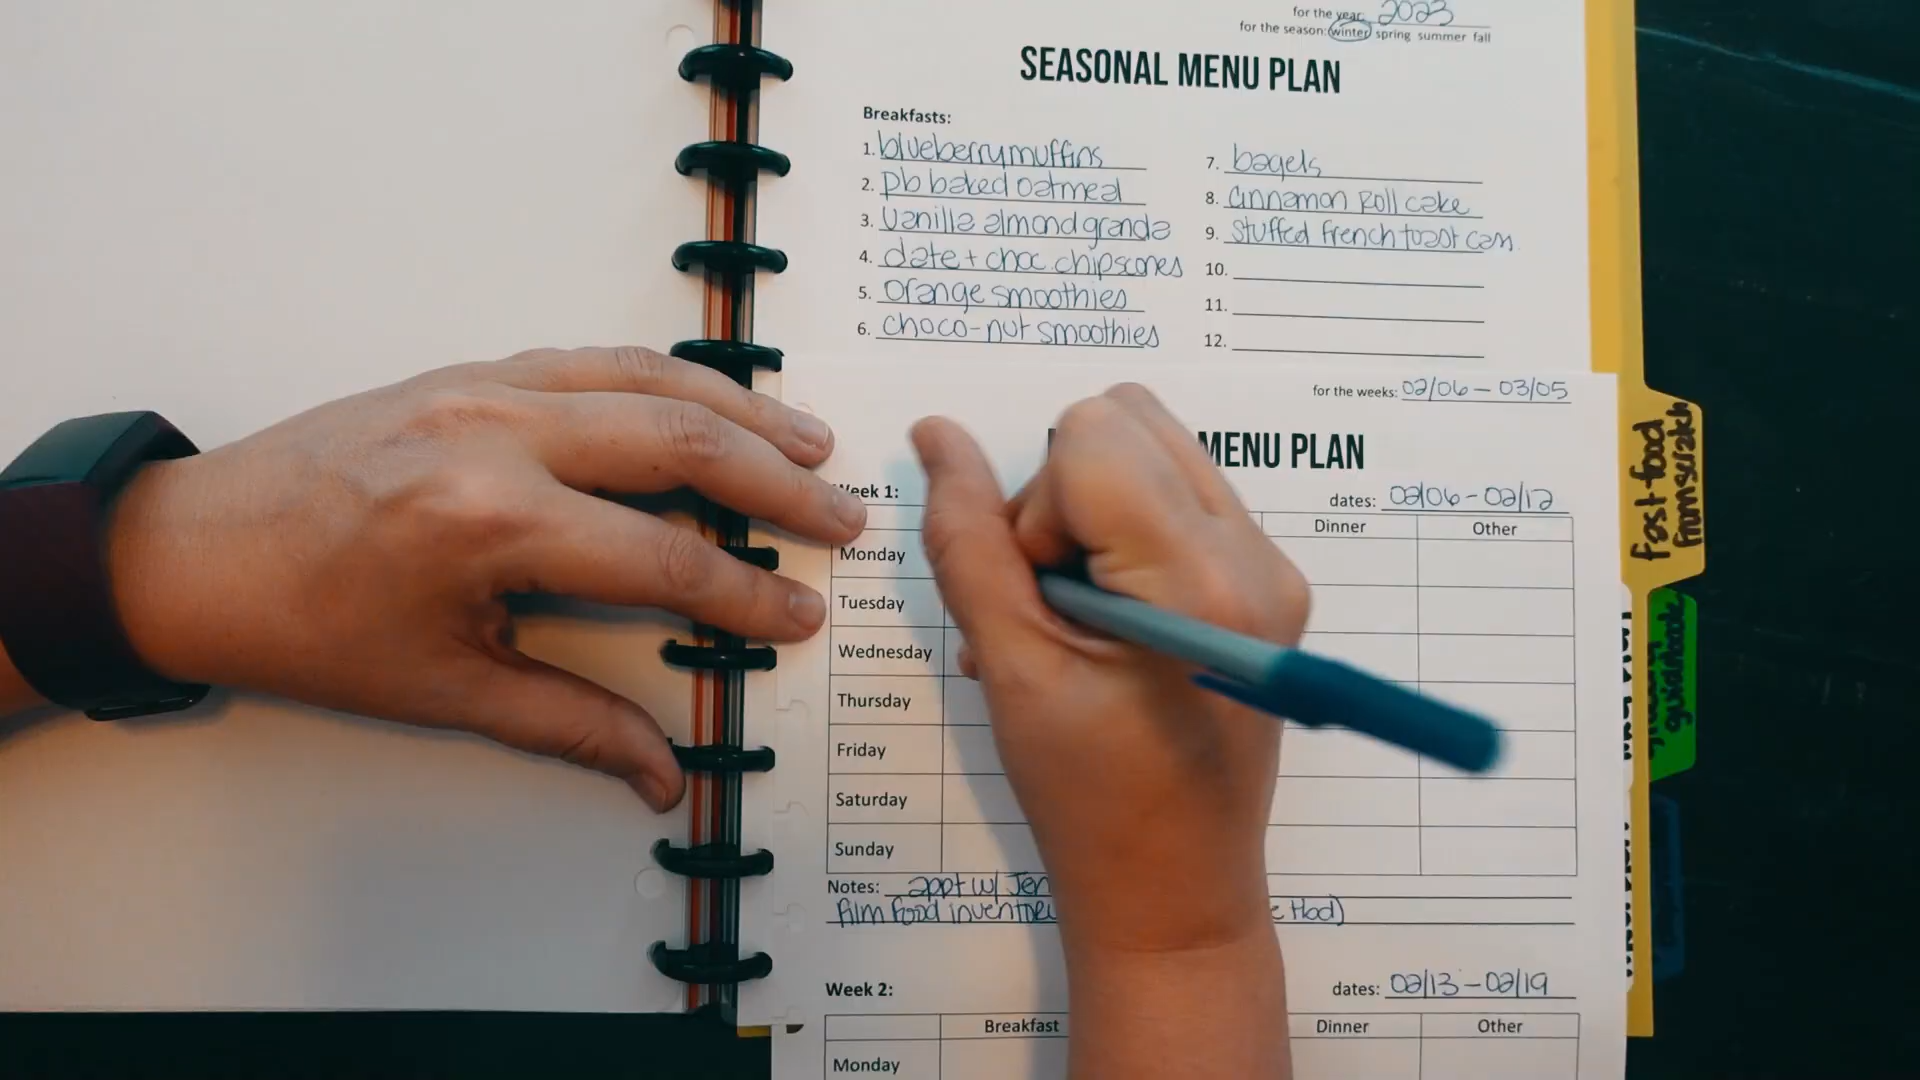 for the year 2023
for the season: winter spring summer fall
SEASONAL MENU PLAN
Breakfasts:
1. blueberry muffins
2. pb baked oatmeal
3. vanilla almond granola
4. date + choc chip scones
5. orange smoothies
6. choco-nut smoothies
7. bagels
8. cinnamon roll cake
9. stuffed french toast cass
10.
11.
12.
for the weeks: 02/06 - 03/05
MENU PLAN
Week 1:
dates: 02/06 - 02/12
Dinner Other
Monday
Tuesday
Wednesday
Thursday
Friday
Saturday
Sunday
Notes: appt w/ Jen
film food inventory
Week 2:
dates: 02/13 - 02/19
Breakfast Dinner Other
Monday
fast food
from scratch
guidebook